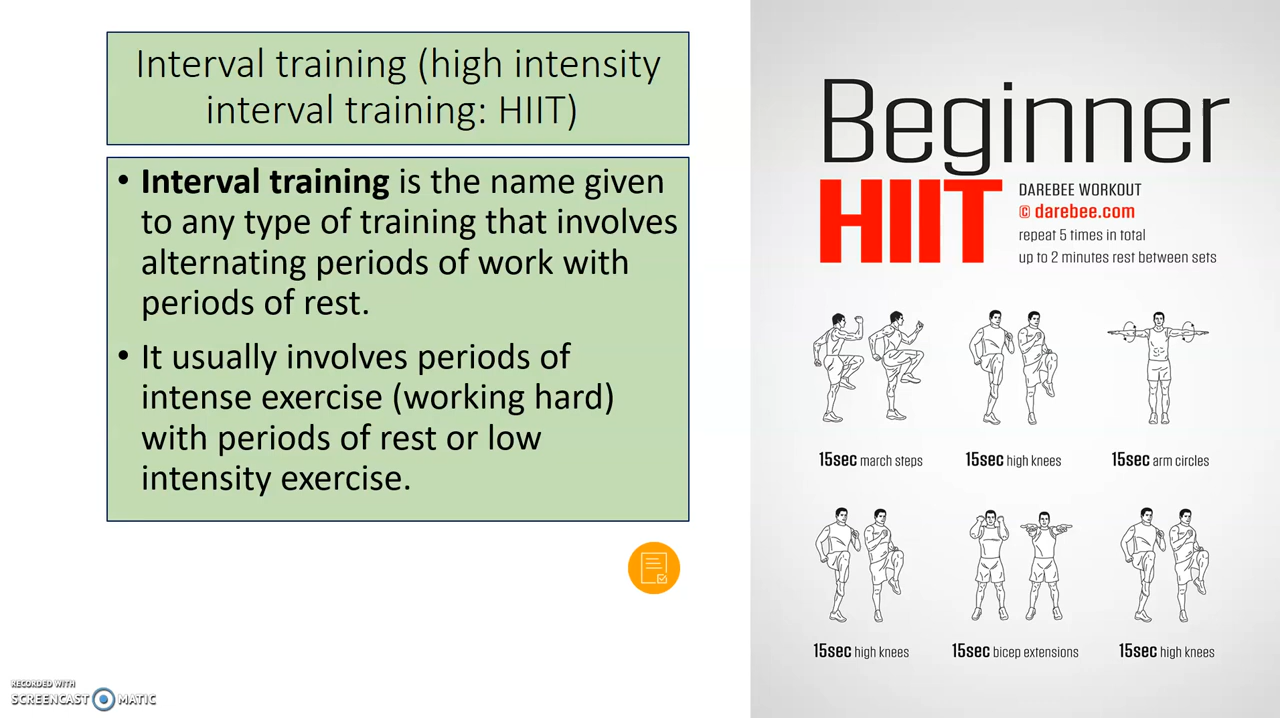 Interval training (high intensity
interval training: HIIT)
• Interval training is the name given
to any type of training that involves
alternating periods of work with
periods of rest.
• It usually involves periods of
intense exercise (working hard)
with periods of rest or low
intensity exercise.
Beginner
HIIT
DAREBEE WORKOUT
© darebee.com
repeat 5 times in total
up to 2 minutes rest between sets
15sec march steps
15sec high knees
15sec arm circles
15sec high knees
15sec bicep extensions
15sec high knees
RECORDED WITH
SCREENCAST MATIC